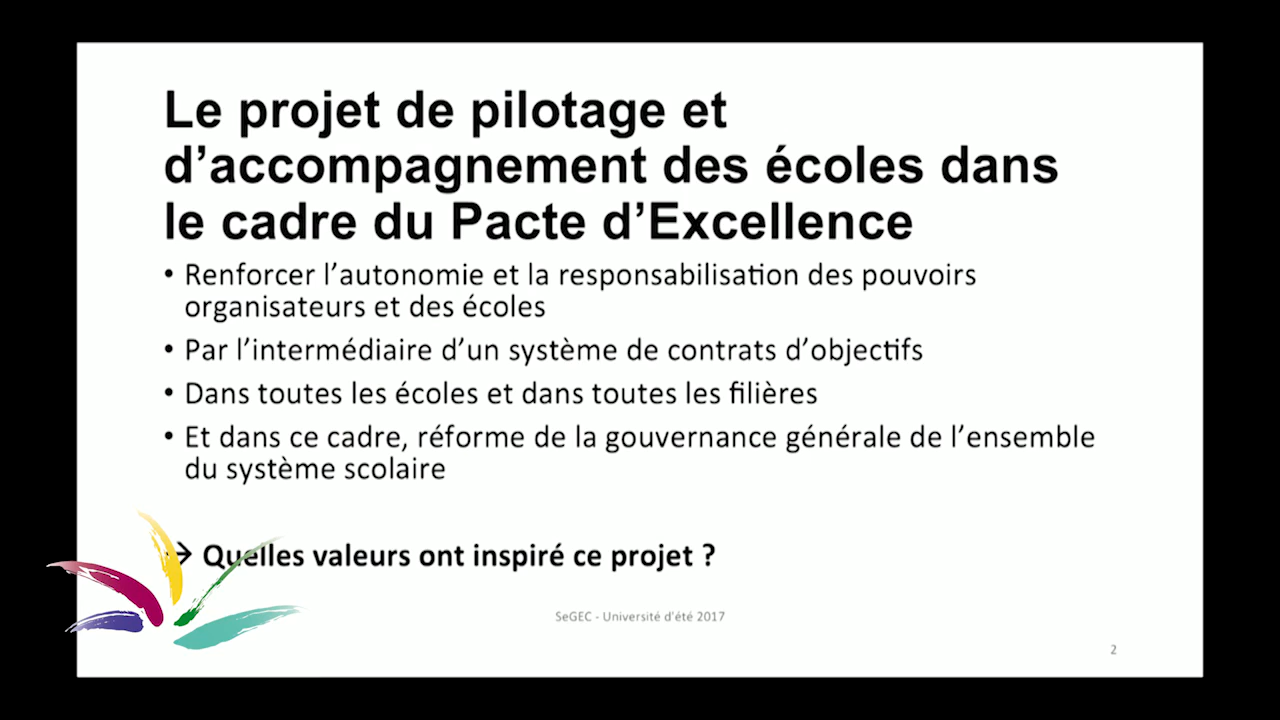 Le projet de pilotage et
d’accompagnement des écoles dans
le cadre du Pacte d’Excellence
• Renforcer l’autonomie et la responsabilisation des pouvoirs
organisateurs et des écoles
• Par l’intermédiaire d’un système de contrats d’objectifs
• Dans toutes les écoles et dans toutes les filières
• Et dans ce cadre, réforme de la gouvernance générale de l’ensemble
du système scolaire
→ Quelles valeurs ont inspiré ce projet ?
SeGEC - Université d'été 2017
2